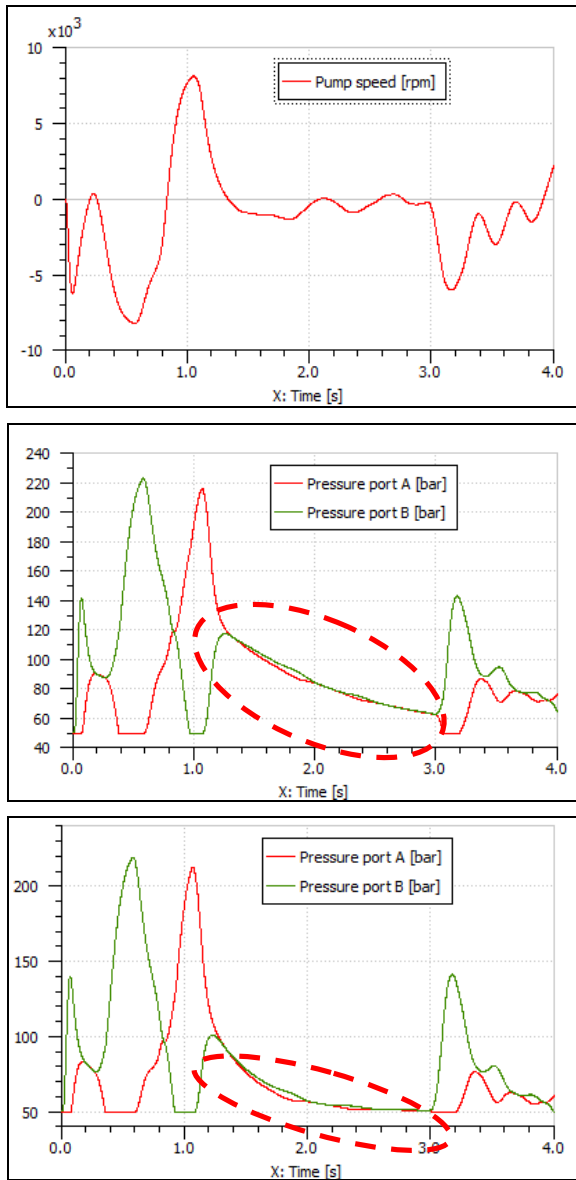 10 ×10³
Pump speed [rpm]
5
0
-5
-10
0.0 1.0 2.0 3.0 4.0
X: Time [s]
240
220
Pressure port A [bar]
200
Pressure port B [bar]
180
160
140
120
100
80
60
40
0.0 1.0 2.0 3.0 4.0
X: Time [s]
Pressure port A [bar]
200
Pressure port B [bar]
150
100
50
0.0 1.0 2.0 3.0 4.0
X: Time [s]